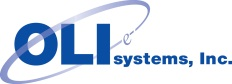 OLI e-
systems, Inc.